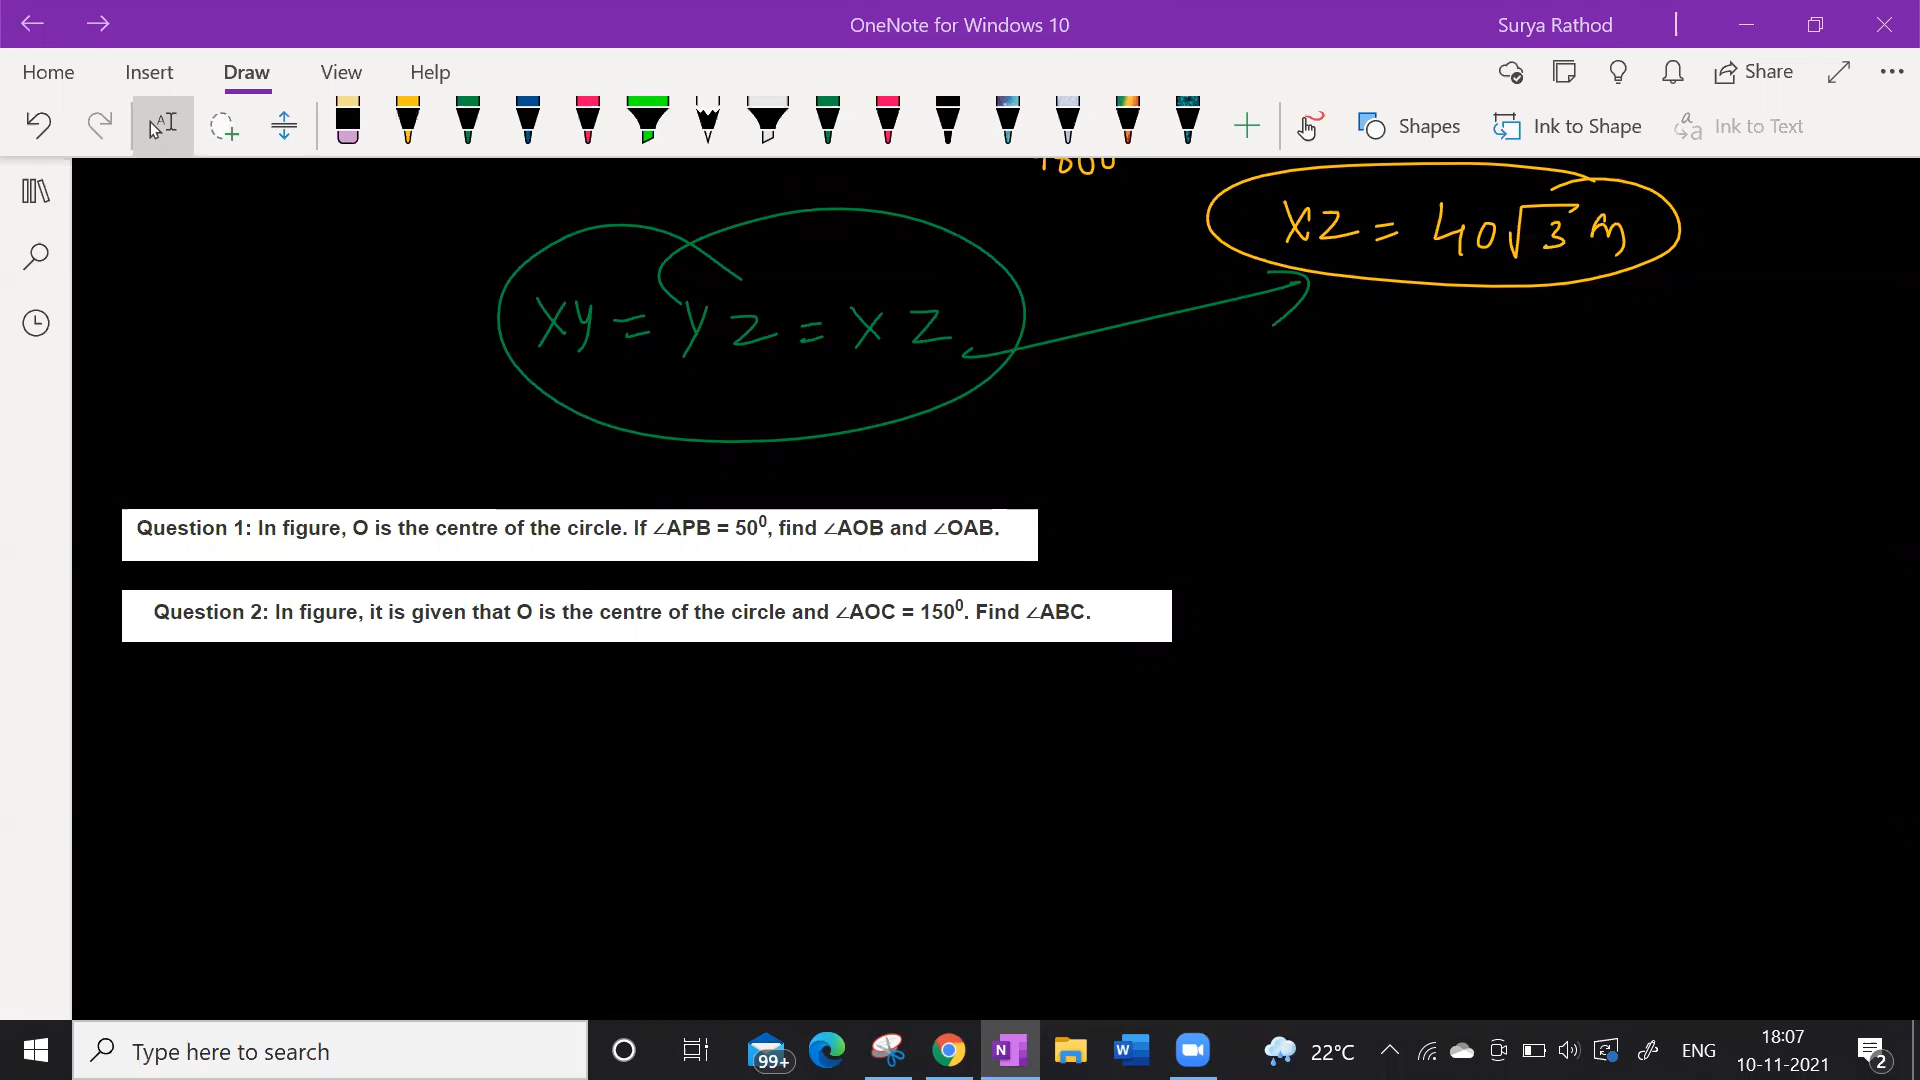 OneNote for Windows 10
Surya Rathod
Home Insert Draw View Help
Share
Shapes Ink to Shape Ink to Text
1800
XZ = 40√3 m
XY = YZ = XZ
Question 1: In figure, O is the centre of the circle. If ∠APB = 50⁰, find ∠AOB and ∠OAB.
Question 2: In figure, it is given that O is the centre of the circle and ∠AOC = 150⁰. Find ∠ABC.
Type here to search
99+
22°C
ENG
18:07
10-11-2021
2